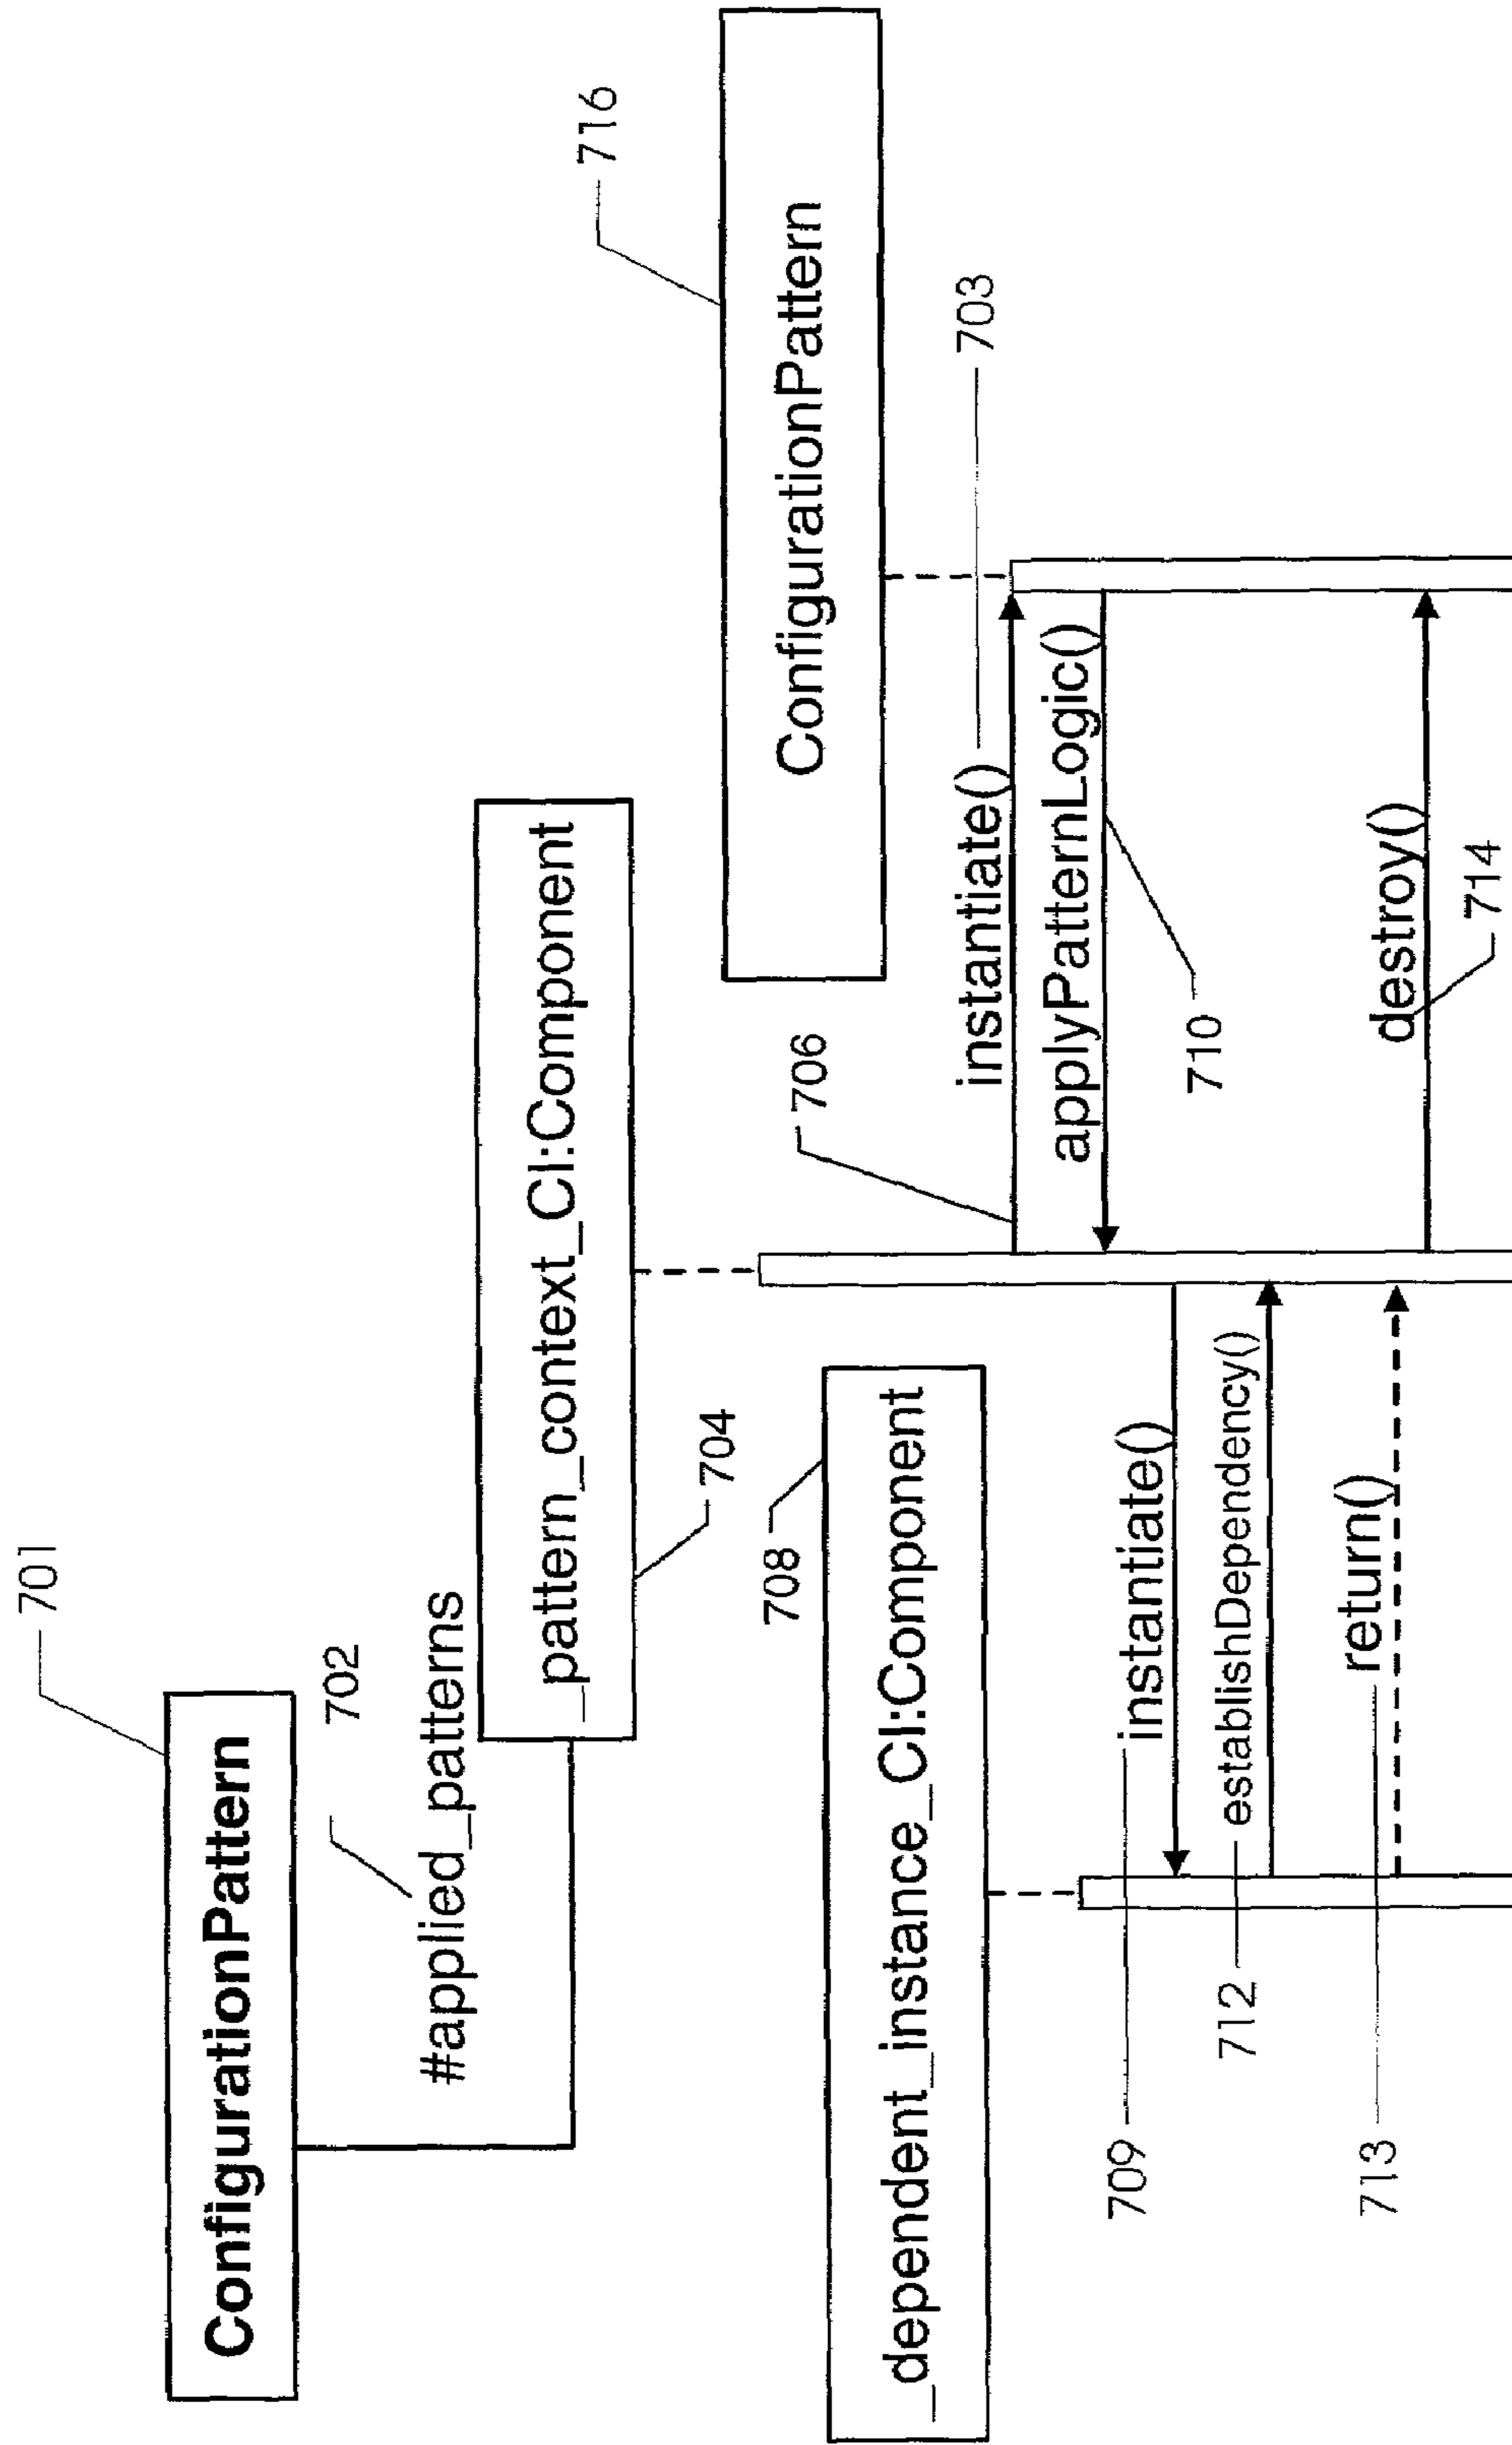 701
ConfigurationPattern
702
#applied_patterns
_pattern_context_CI:Component
704
716
ConfigurationPattern
708
_dependent_instance_CI:Component
706
instantiate()
703
applyPatternLogic()
710
709
instantiate()
712
establishDependency()
713
return()
destroy()
714